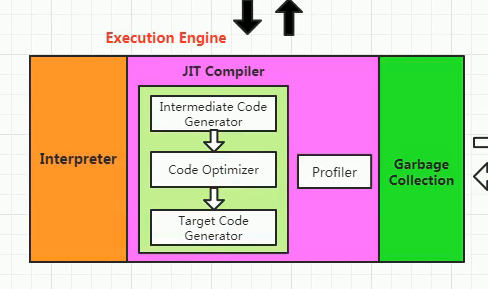 Execution Engine
JIT Compiler
Interpreter
Intermediate Code
Generator
Code Optimizer
Target Code
Generator
Profiler
Garbage
Collection